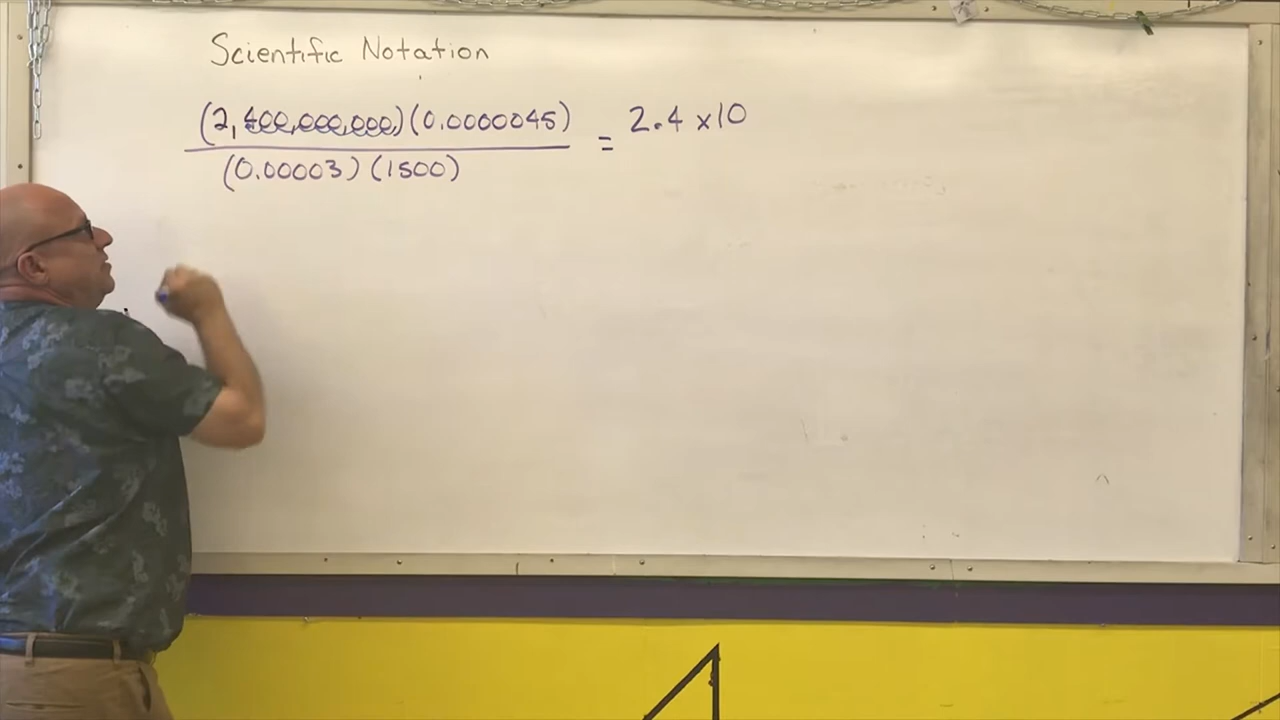 Scientific Notation
(2,400,000,000)(0.0000045)
= 2.4 x10
(0.00003)(1500)